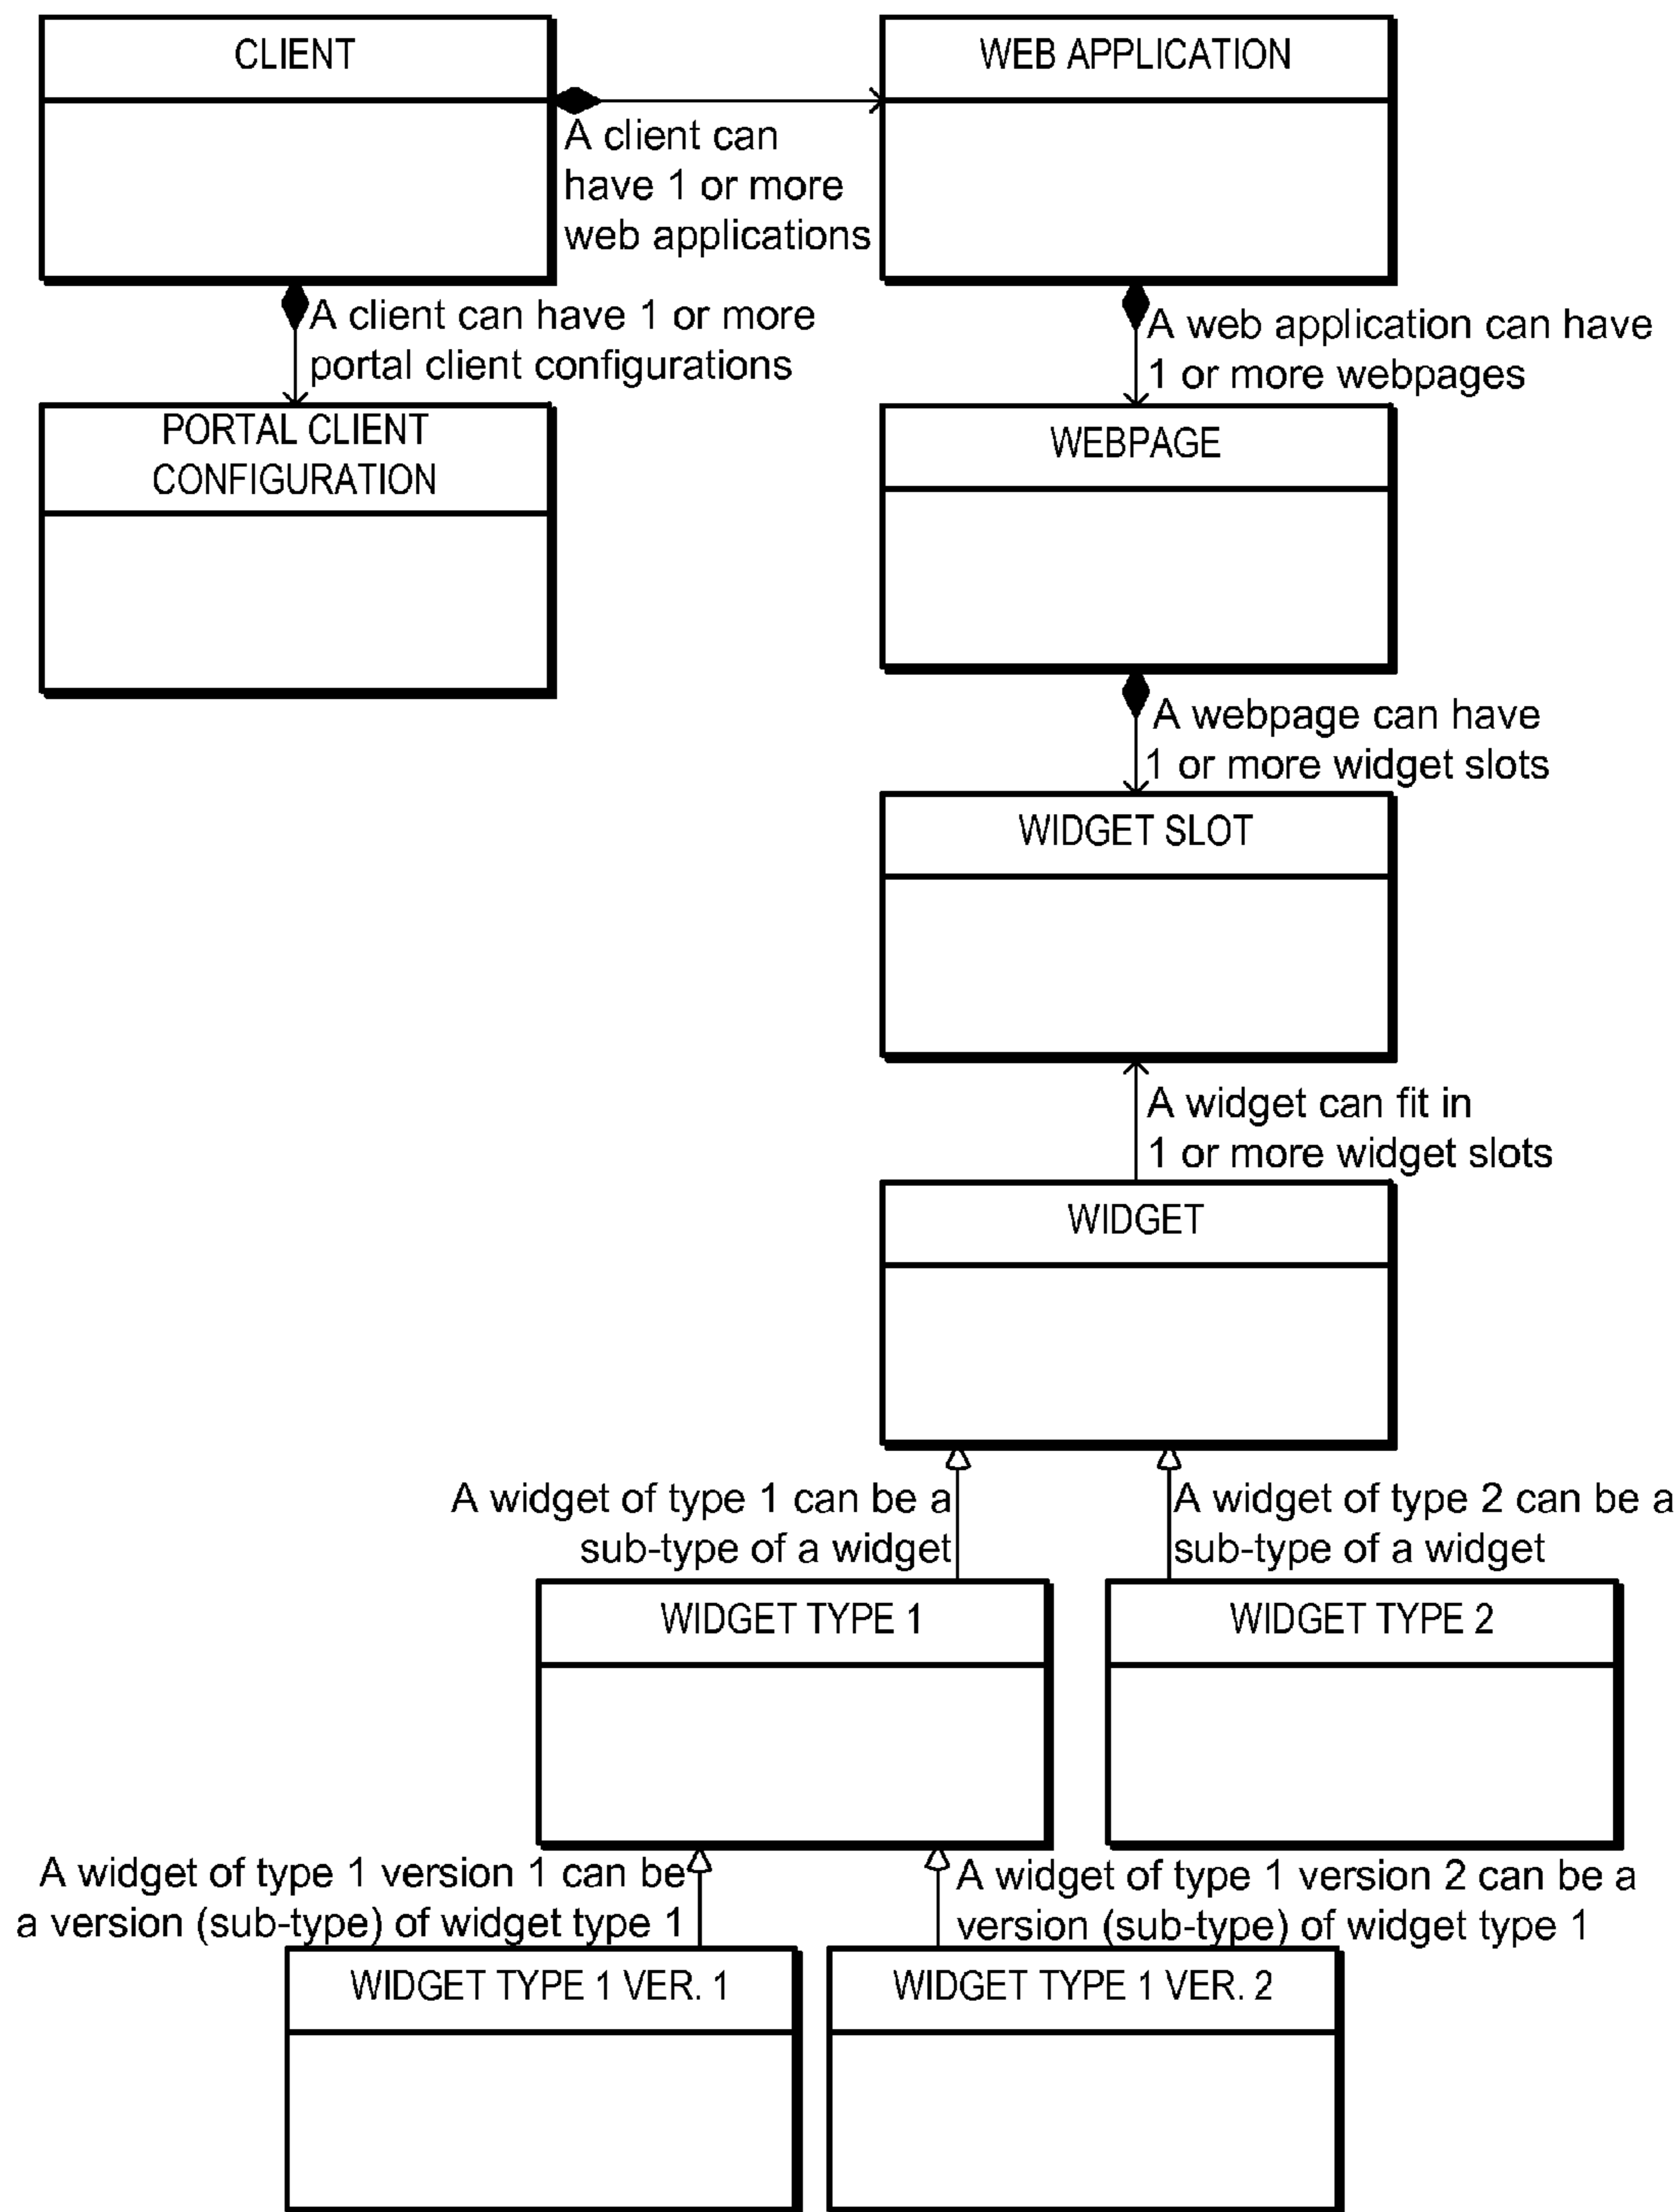 CLIENT
WEB APPLICATION
A client can
have 1 or more
web applications
A client can have 1 or more
portal client configurations
A web application can have
1 or more webpages
PORTAL CLIENT
CONFIGURATION
WEBPAGE
A webpage can have
1 or more widget slots
WIDGET SLOT
A widget can fit in
1 or more widget slots
WIDGET
A widget of type 1 can be a
sub-type of a widget
A widget of type 2 can be a
sub-type of a widget
WIDGET TYPE 1
WIDGET TYPE 2
A widget of type 1 version 1 can be
a version (sub-type) of widget type 1
A widget of type 1 version 2 can be a
version (sub-type) of widget type 1
WIDGET TYPE 1 VER. 1
WIDGET TYPE 1 VER. 2